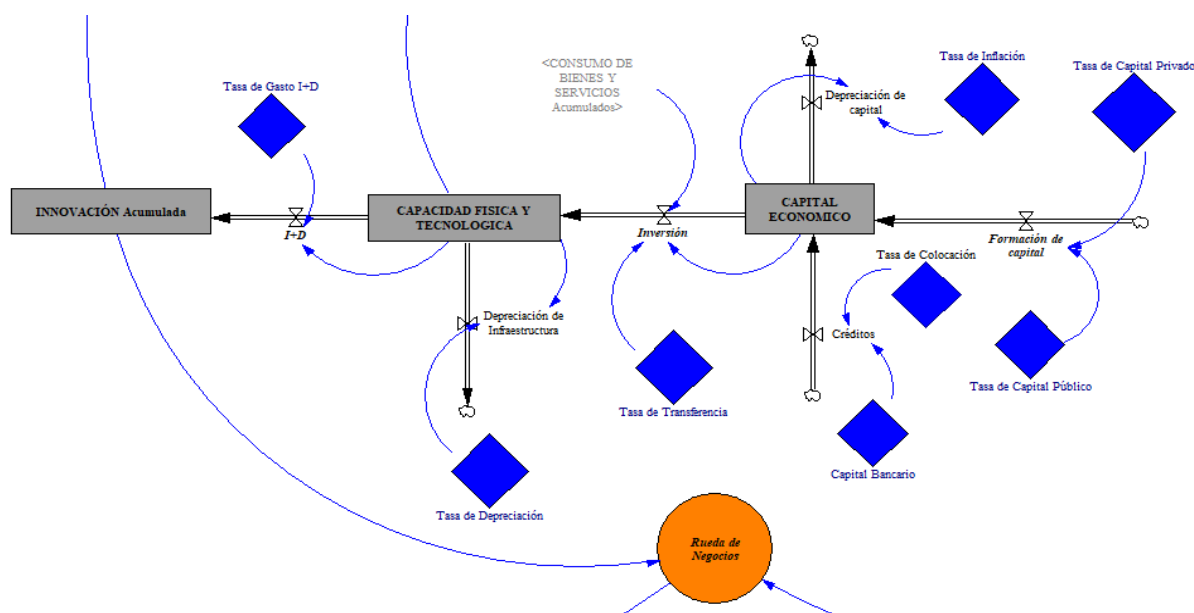 <CONSUMO DE
BIENES Y
SERVICIOS
Acumulados>
Tasa de Inflación
Tasa de Capital Privado
Tasa de Gasto I+D
Depreciación de
capital
INNOVACIÓN Acumulada
CAPACIDAD FISICA Y
TECNOLOGICA
CAPITAL
ECONOMICO
I+D
Inversión
Formación de
capital
Tasa de Colocación
Depreciación de
Infraestructura
Créditos
Tasa de Transferencia
Tasa de Capital Público
Capital Bancario
Tasa de Depreciación
Rueda de
Negocios